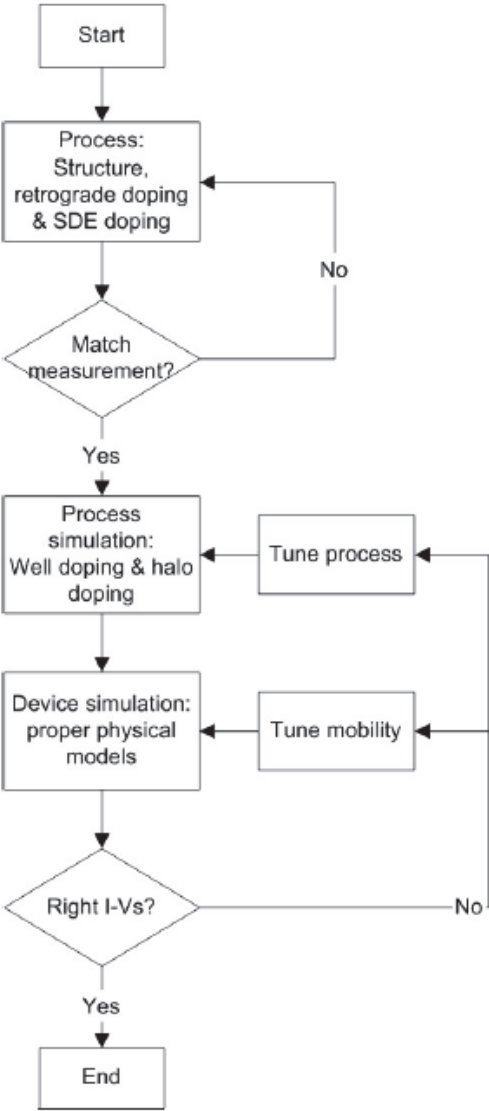 Start
Process:
Structure,
retrograde doping
& SDE doping
No
Match
measurement?
Yes
Process
simulation:
Well doping & halo
doping
Tune process
Device simulation:
proper physical
models
Tune mobility
Right I-Vs?
No
Yes
End